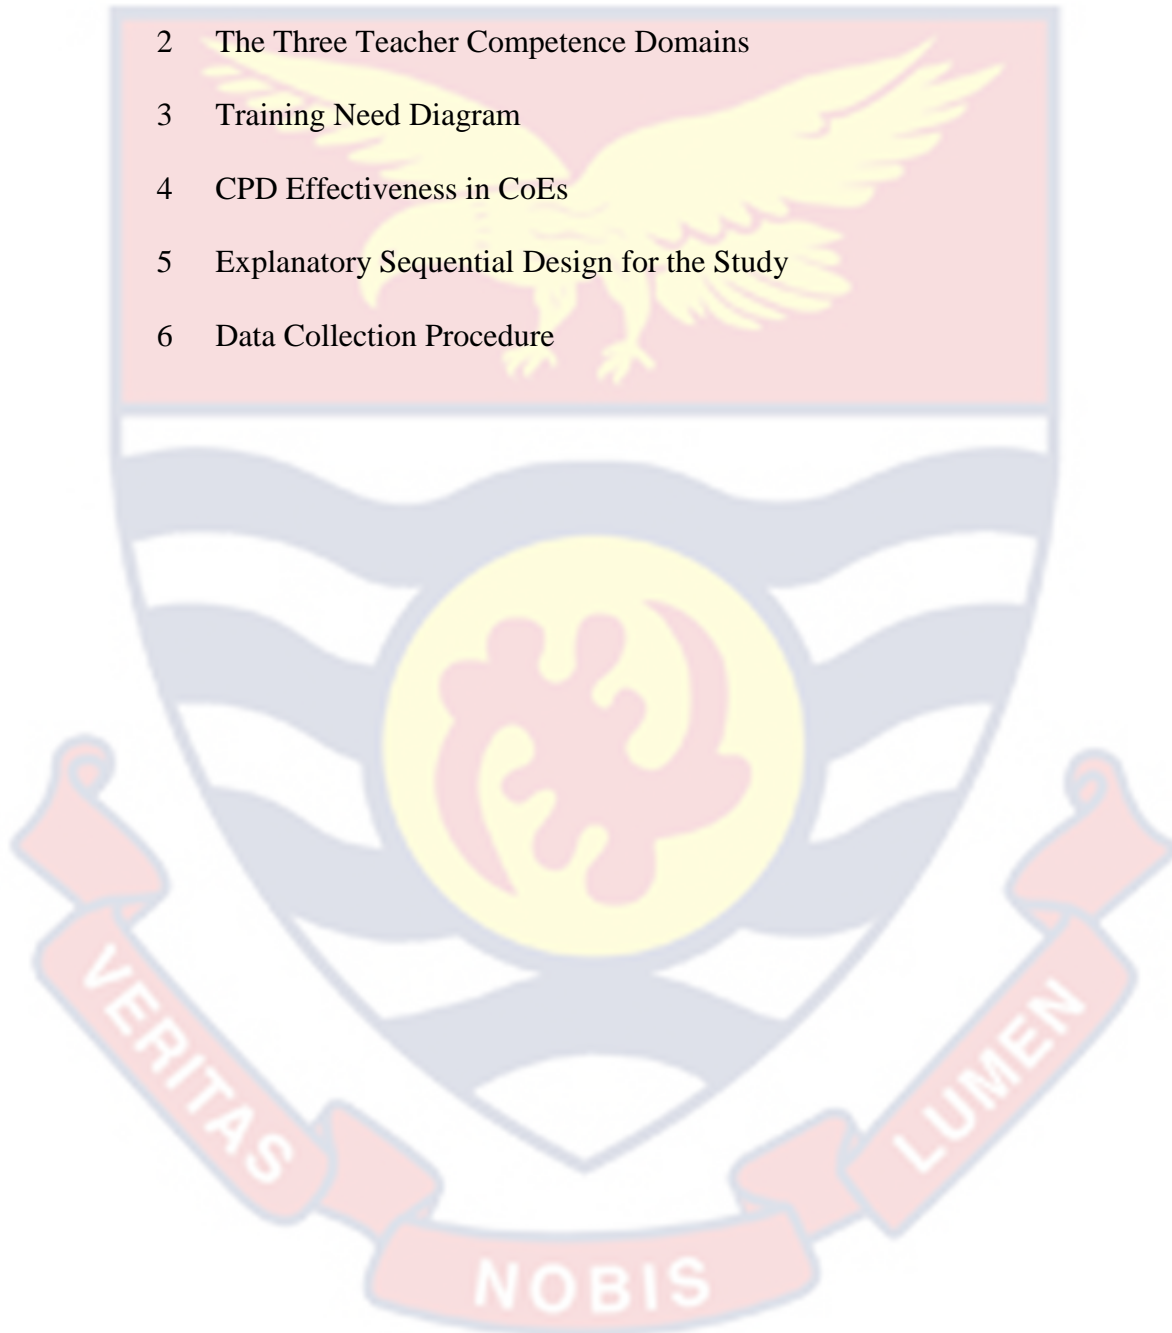 2 The Three Teacher Competence Domains
3 Training Need Diagram
4 CPD Effectiveness in CoEs
5 Explanatory Sequential Design for the Study
6 Data Collection Procedure
VERITAS
NOBIS
LUMEN